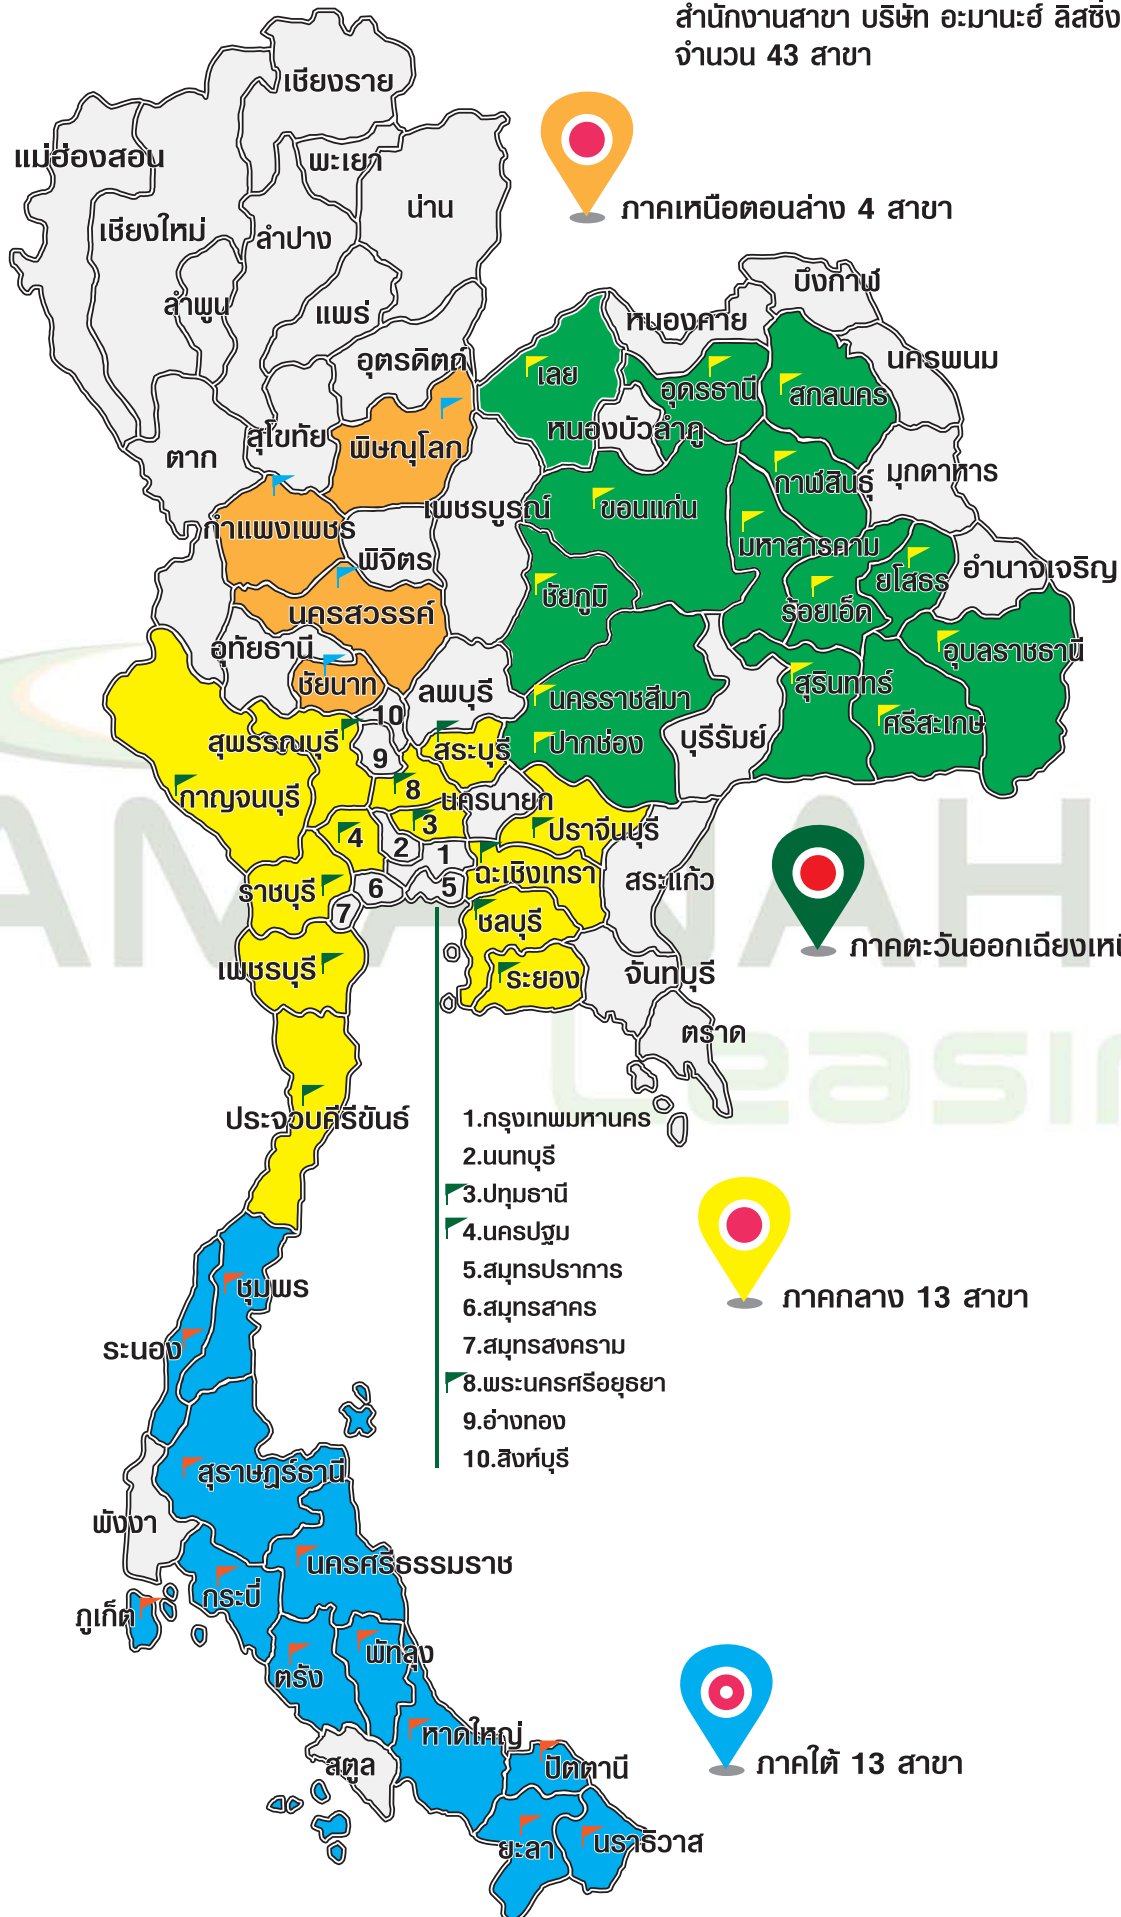 สำนักงานสาขา บริษัท อะมานะฮ์ ลิสซิ่ง
จำนวน 43 สาขา
เชียงราย
แม่ฮ่องสอน
พะเยา
น่าน
เชียงใหม่
ลำปาง
ลำพูน
แพร่
อุตรดิตถ์
ภาคเหนือตอนล่าง 4 สาขา
บึงกาฬ
หนองคาย
นครพนม
เลย
อุดรธานี
สกลนคร
หนองบัวลำภู
สุโขทัย
ตาก
พิษณุโลก
กาฬสินธุ์
มุกดาหาร
เพชรบูรณ์
ขอนแก่น
กำแพงเพชร
พิจิตร
มหาสารคาม
ยโสธร
อำนาจเจริญ
ชัยภูมิ
ร้อยเอ็ด
นครสวรรค์
อุทัยธานี
อุบลราชธานี
ชัยนาท
ลพบุรี
นครราชสีมา
สุรินททร์
10
ศรีสะเกษ
สุพรรณบุรี
สระบุรี
ปากช่อง
บุรีรัมย์
9
กาญจนบุรี
8
นครนายก
3
4
ปราจีนบุรี
2
1
ฉะเชิงเทรา
สระแก้ว
ราชบุรี
6
5
7
ชลบุรี
AMANAH
ภาคตะวันออกเฉียงเหนื
เพชรบุรี
ระยอง
จันทบุรี
ตราด
Leasin
ประจวบคีรีขันธ์
1.กรุงเทพมหานคร
2.นนทบุรี
3.ปทุมธานี
4.นครปฐม
5.สมุทรปราการ
6.สมุทรสาคร
7.สมุทรสงคราม
8.พระนครศรีอยุธยา
9.อ่างทอง
10.สิงห์บุรี
ภาคกลาง 13 สาขา
ชุมพร
ระนอง
สุราษฎร์ธานี
พังงา
นครศรีธรรมราช
กระบี่
ภูเก็ต
พัทลุง
ตรัง
หาดใหญ่
สตูล
ปัตตานี
ภาคใต้ 13 สาขา
ยะลา
นราธิวาส